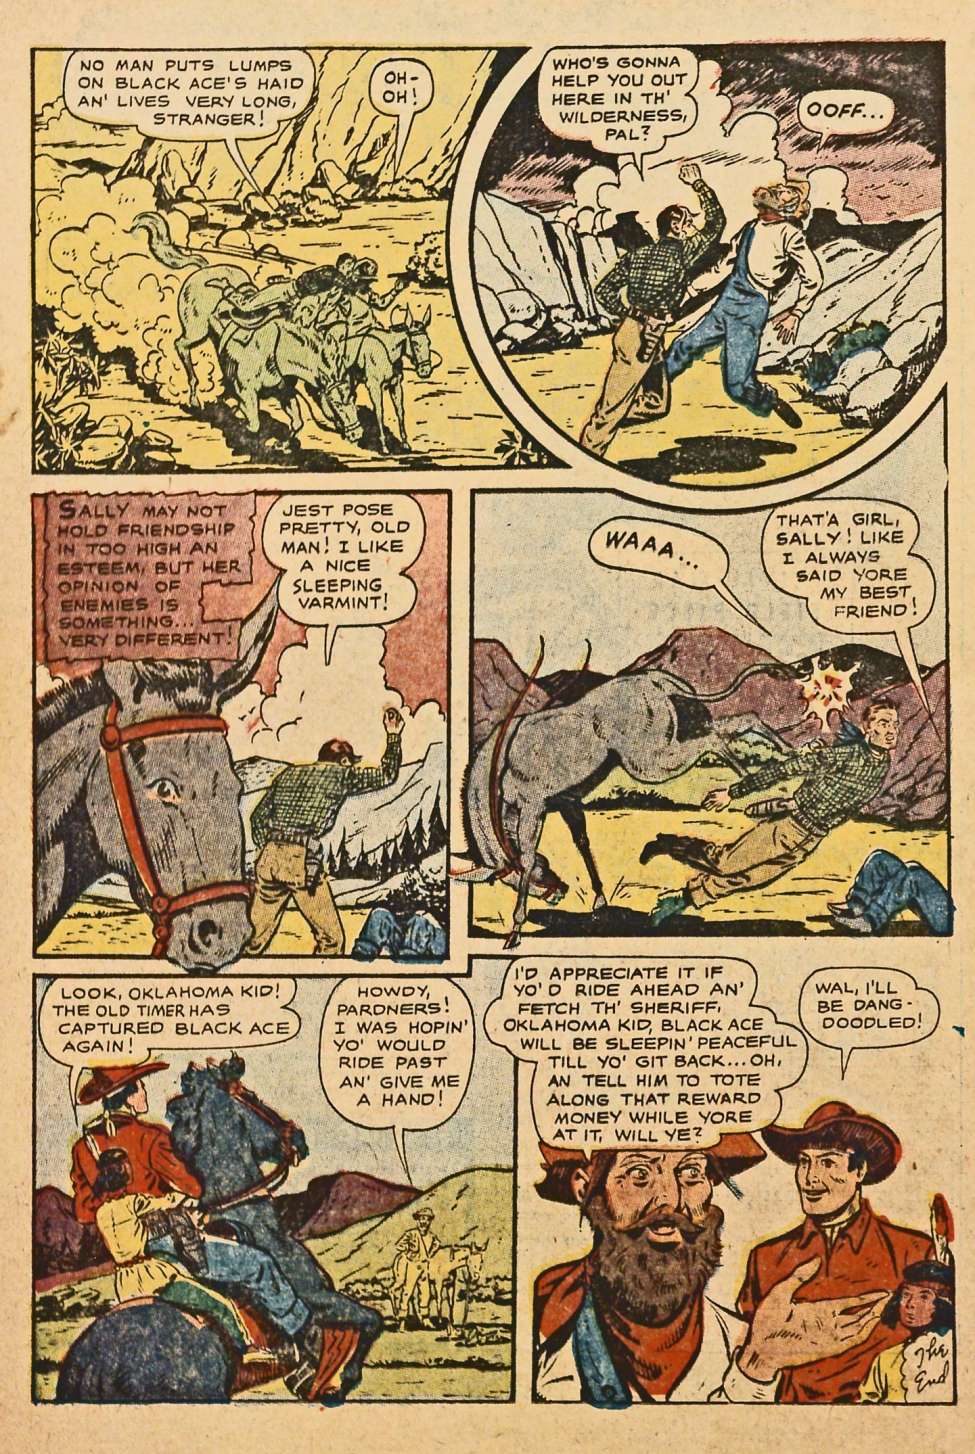 NO MAN PUTS LUMPS
ON BLACK ACE'S HAID
AN' LIVES VERY LONG,
STRANGER!
OH-
OH!
WHO'S GONNA
HELP YOU OUT
HERE IN TH'
WILDERNESS,
PAL?
OOFF...
SALLY MAY NOT
HOLD FRIENDSHIP
IN TOO HIGH AN
ESTEEM, BUT HER
OPINION OF
ENEMIES IS
SOMETHING...
VERY DIFFERENT!
JEST POSE
PRETTY, OLD
MAN! I LIKE
A NICE
SLEEPING
VARMINT!
WAAA...
THAT'A GIRL,
SALLY! LIKE
I ALWAYS
SAID YORE
MY BEST
FRIEND!
LOOK, OKLAHOMA KID!
THE OLD TIMER HAS
CAPTURED BLACK ACE
AGAIN!
HOWDY,
PARDNERS!
I WAS HOPIN'
YO' WOULD
RIDE PAST
AN' GIVE ME
A HAND!
I'D APPRECIATE IT IF
YO'D RIDE AHEAD AN'
FETCH TH' SHERIFF,
OKLAHOMA KID, BLACK ACE
WILL BE SLEEPIN' PEACEFUL
TILL YO' GIT BACK... OH,
AN TELL HIM TO TOTE
ALONG THAT REWARD
MONEY WHILE YORE
AT IT, WILL YE?
WAL, I'LL
BE DANG-
DOODLED!
The
End